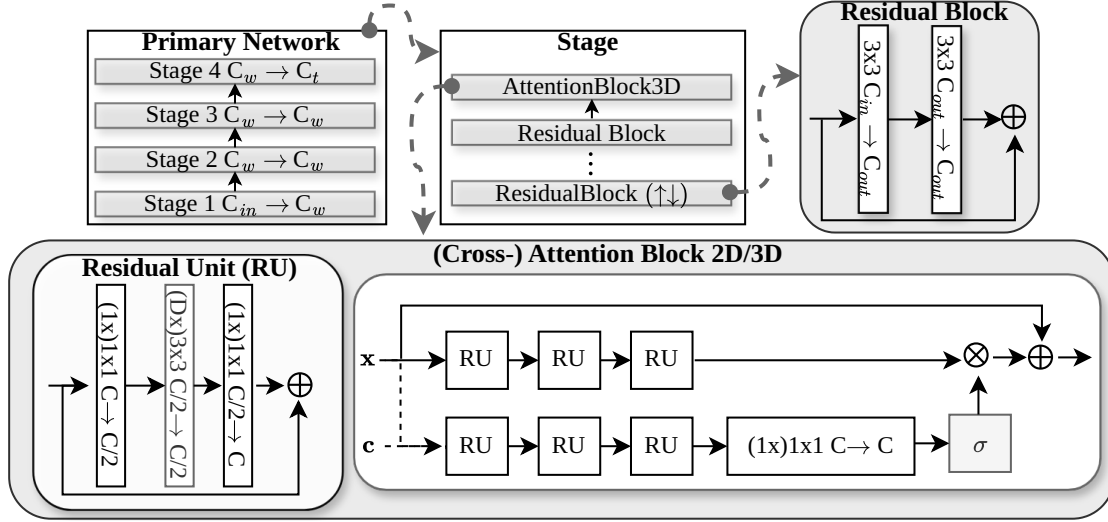 Primary Network
Stage 4 C_w → C_t
Stage 3 C_w → C_w
Stage 2 C_w → C_w
Stage 1 C_in → C_w
Stage
AttentionBlock3D
Residual Block
⋮
ResidualBlock (↑↓)
Residual Block
3x3 C_in → C_out
3x3 C_out → C_out
(Cross-) Attention Block 2D/3D
Residual Unit (RU)
(1x)1x1 C→ C/2
(Dx)3x3 C/2→ C/2
(1x)1x1 C/2→ C
x RU RU RU
c RU RU RU (1x)1x1 C→ C σ